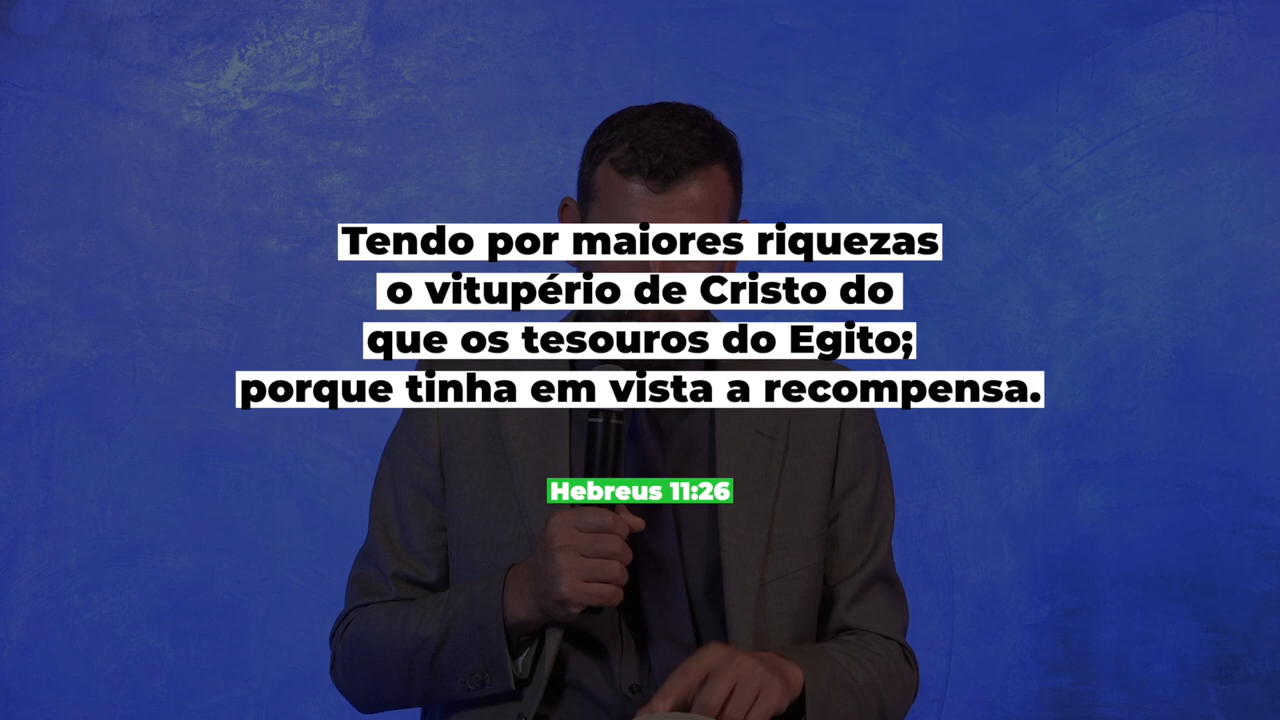 Tendo por maiores riquezas
o vitupério de Cristo do
que os tesouros do Egito;
porque tinha em vista a recompensa.
Hebreus 11:26